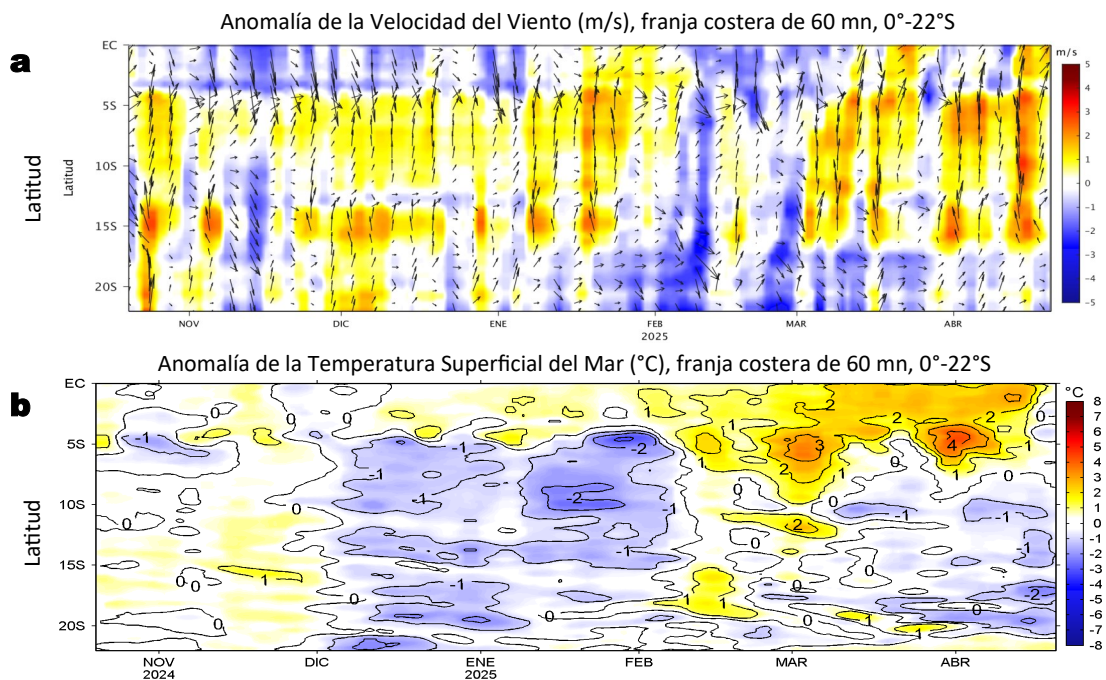 Anomalía de la Velocidad del Viento (m/s), franja costera de 60 mn, 0°-22°S
a
Latitud
Latitud
EC
5S
10S
15S
20S
NOV
DIC
ENE
FEB
MAR
ABR
2025
m/s
5
4
3
2
1
0
-1
-2
-3
-4
-5
Anomalía de la Temperatura Superficial del Mar (°C), franja costera de 60 mn, 0°-22°S
b
Latitud
EC
5S
10S
15S
20S
NOV
2024
DIC
ENE
2025
FEB
MAR
ABR
°C
8
7
6
5
4
3
2
1
0
-1
-2
-3
-4
-5
-6
-7
-8